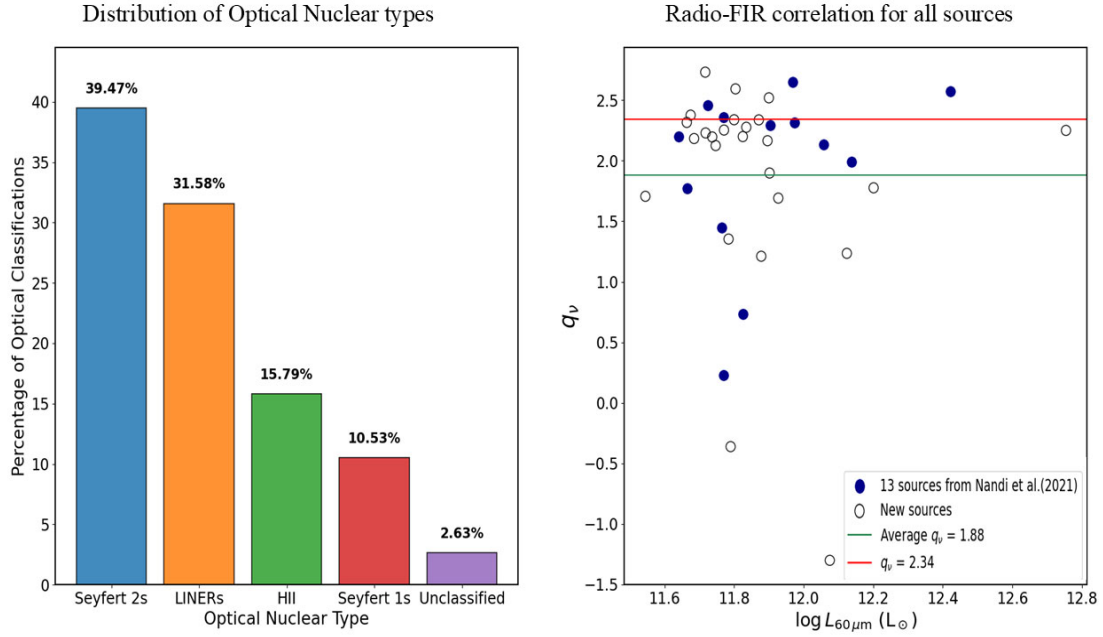 Distribution of Optical Nuclear types
39.47%
31.58%
15.79%
10.53%
2.63%
40
35
30
25
20
15
10
5
0
Percentage of Optical Classifications
Seyfert 2s LINERs HII Seyfert 1s Unclassified
Optical Nuclear Type
Radio-FIR correlation for all sources
2.5
2.0
1.5
1.0
0.5
0.0
−0.5
−1.0
−1.5
qν
13 sources from Nandi et al.(2021)
New sources
Average qν = 1.88
qν = 2.34
11.6 11.8 12.0 12.2 12.4 12.6 12.8
log L60 μm (L⊙)